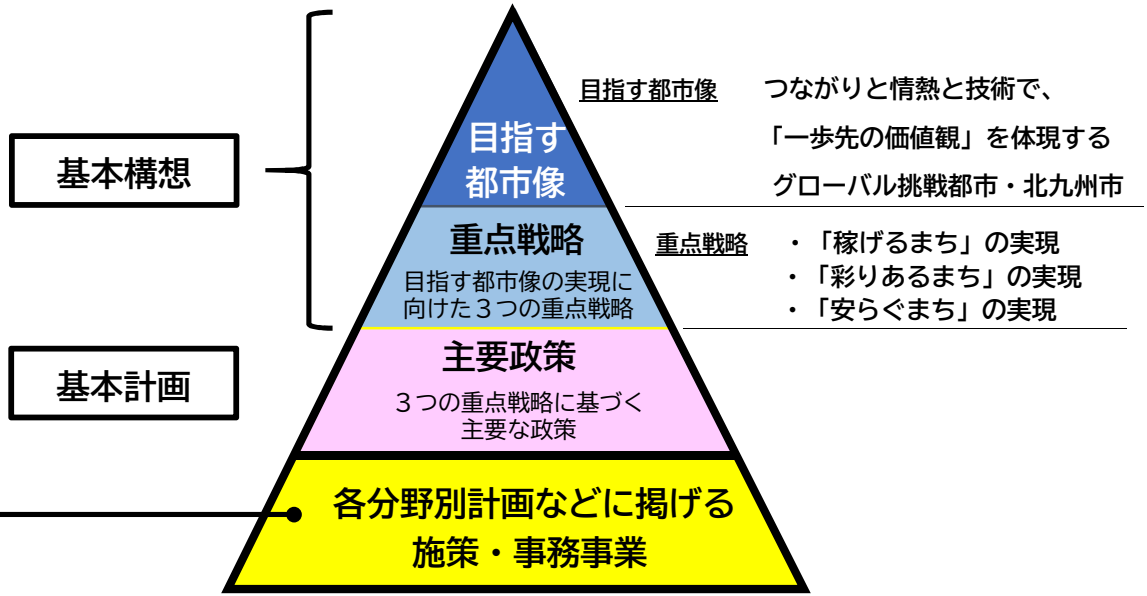 基本構想
目指す
都市像
目指す都市像 つながりと情熱と技術で、
「一歩先の価値観」を体現する
グローバル挑戦都市・北九州市
重点戦略
目指す都市像の実現に
向けた３つの重点戦略
重点戦略 ・「稼げるまち」の実現
・「彩りあるまち」の実現
・「安らぐまち」の実現
基本計画
主要政策
３つの重点戦略に基づく
主要な政策
各分野別計画などに掲げる
施策・事務事業